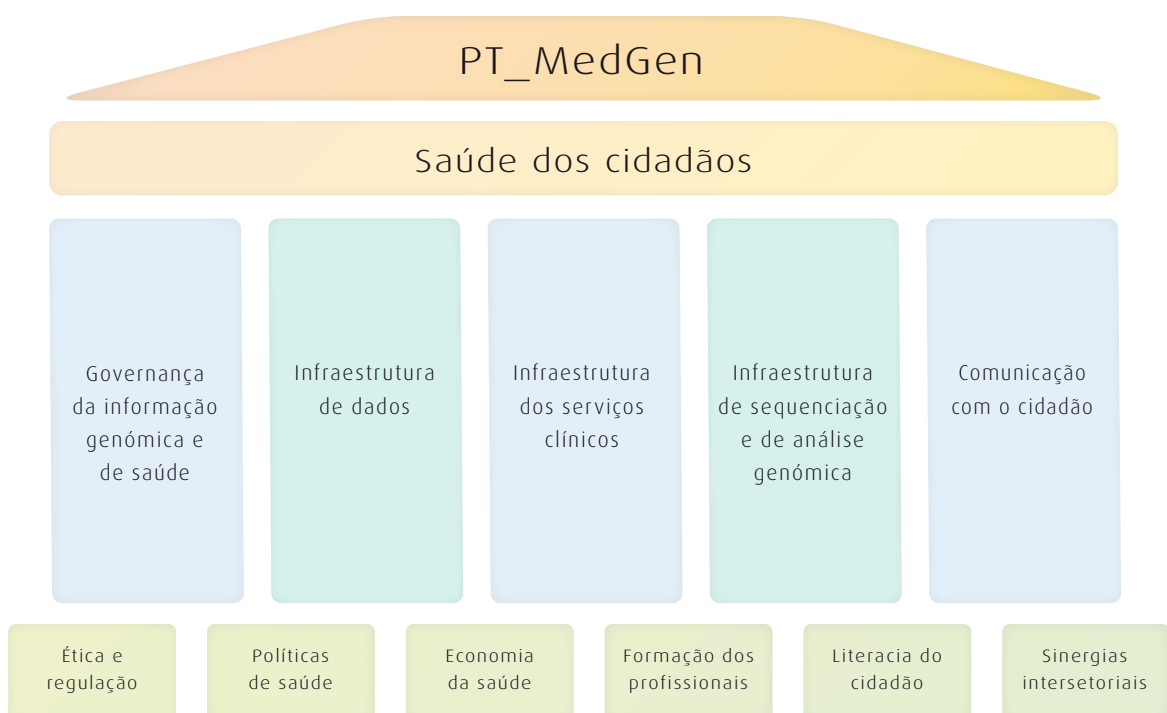 PT_MedGen
Saúde dos cidadãos
Governança
da informação
genómica e
de saúde
Infraestrutura
de dados
Infraestrutura
dos serviços
clínicos
Infraestrutura
de sequenciação
e de análise
genómica
Comunicação
com o cidadão
Ética e
regulação
Políticas
de saúde
Economia
da saúde
Formação dos
profissionais
Literacia do
cidadão
Sinergias
intersetoriais